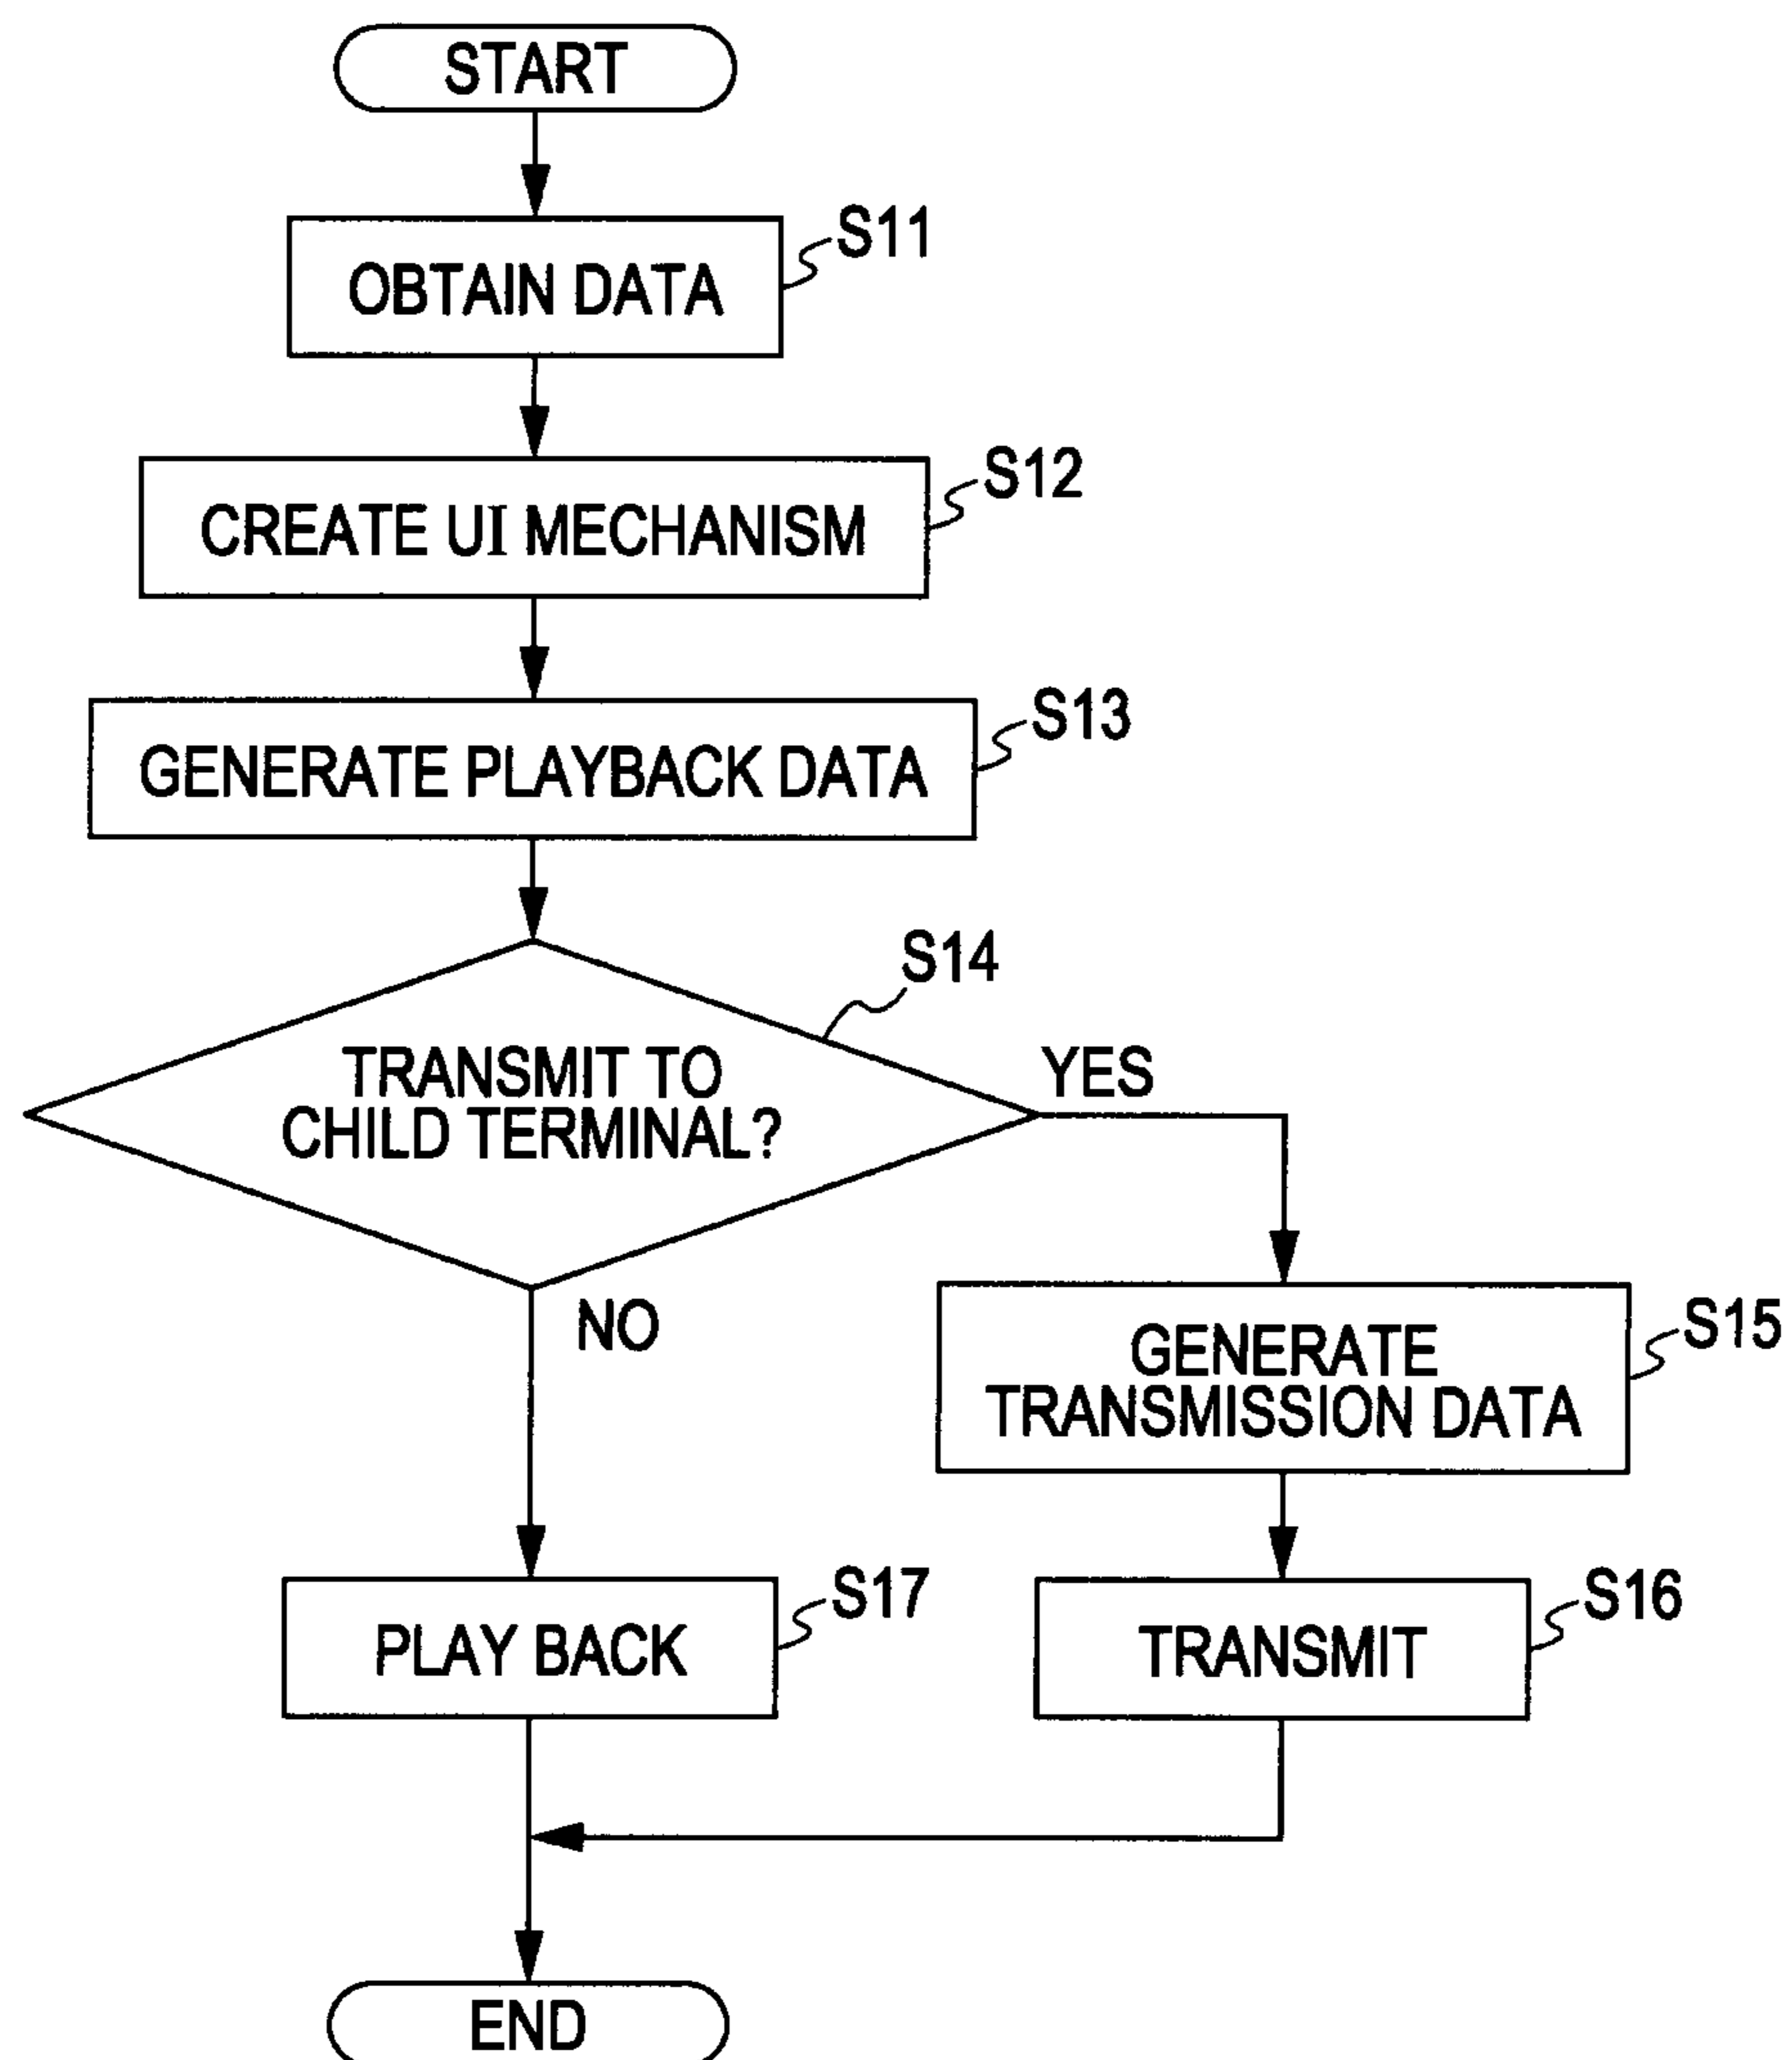 START
S11
OBTAIN DATA
S12
CREATE UI MECHANISM
S13
GENERATE PLAYBACK DATA
S14
TRANSMIT TO
CHILD TERMINAL?
YES
NO
S15
GENERATE
TRANSMISSION DATA
S17
PLAY BACK
S16
TRANSMIT
END